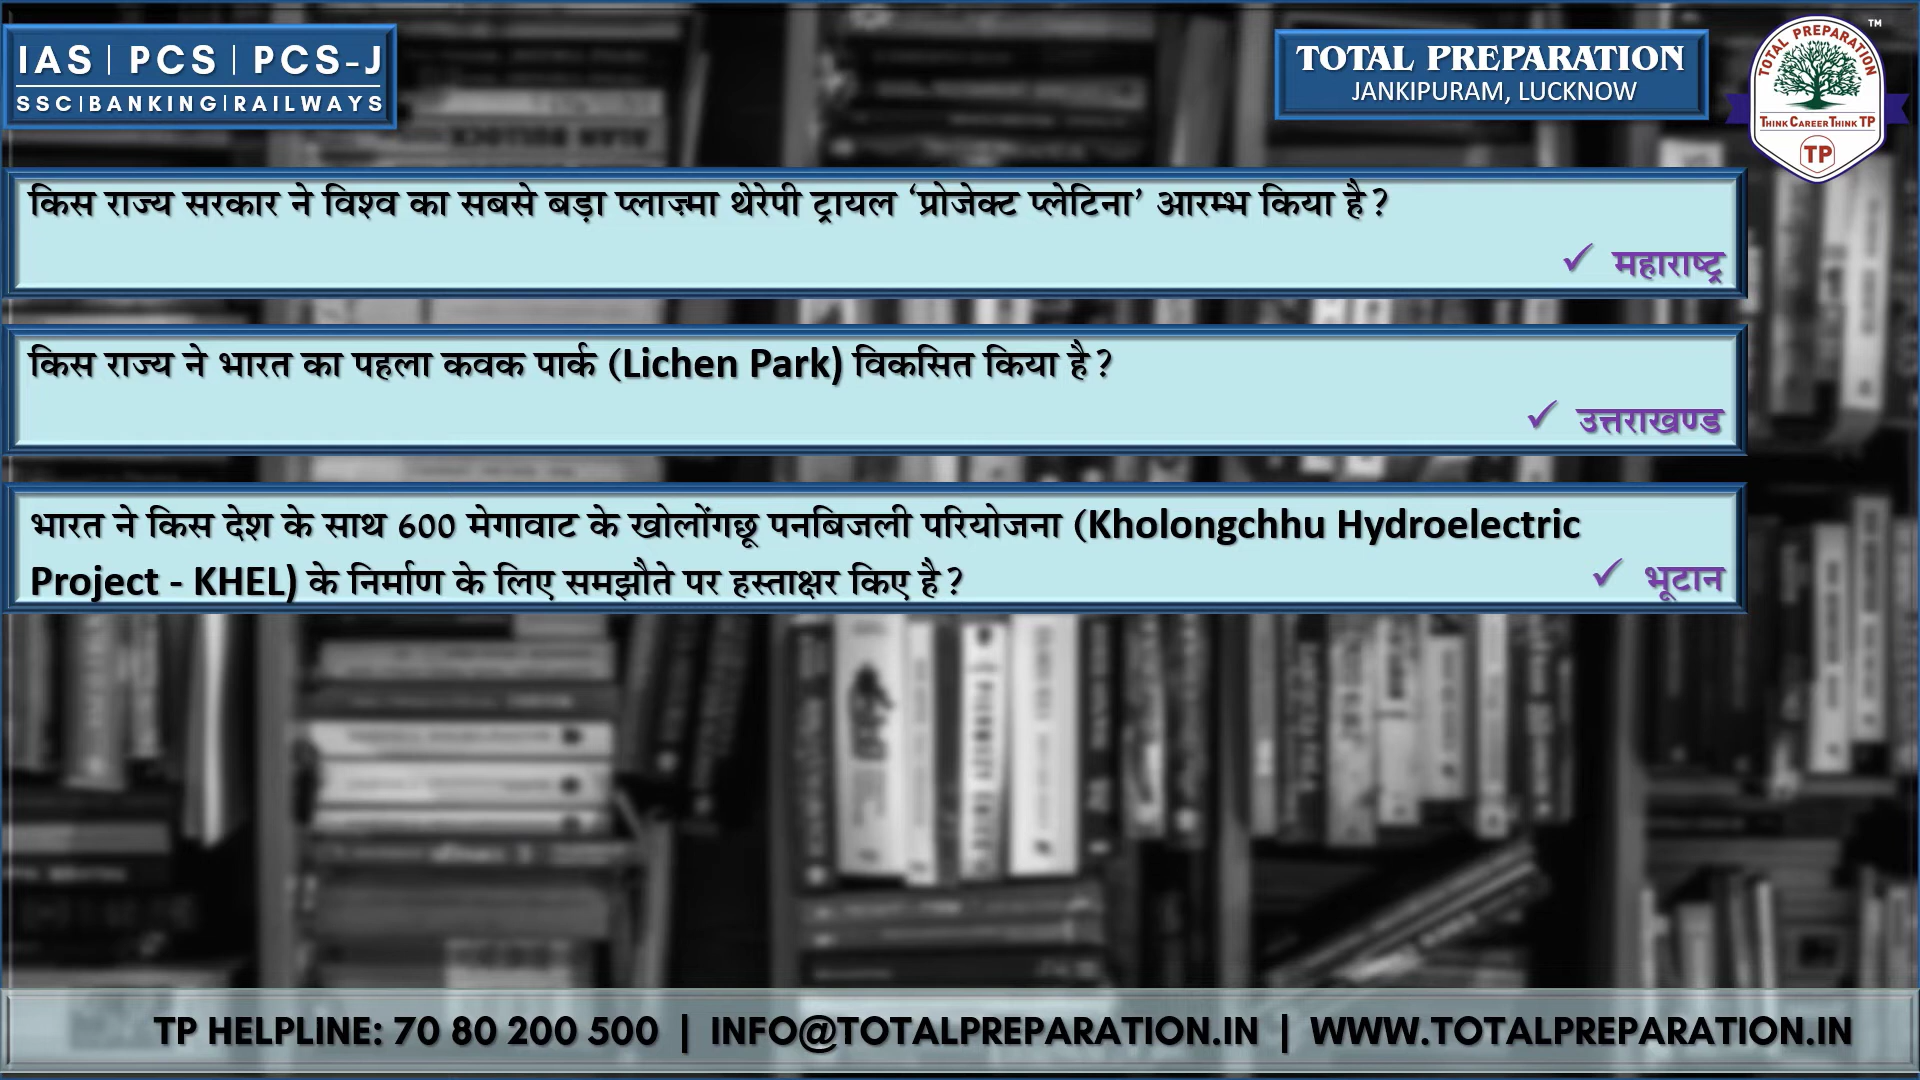 IAS | PCS | PCS-J
SSC|BANKING|RAILWAYS
TOTAL PREPARATION
JANKIPURAM, LUCKNOW
TM
TOTAL PREPARATION
THINK CAREER THINK TP
TP
किस राज्य सरकार ने विश्व का सबसे बड़ा प्लाज़्मा थेरेपी ट्रायल ‘प्रोजेक्ट प्लेटिना’ आरम्भ किया है?
✓ महाराष्ट्र
किस राज्य ने भारत का पहला कवक पार्क (Lichen Park) विकसित किया है?
✓ उत्तराखण्ड
भारत ने किस देश के साथ 600 मेगावाट के खोलोंगछू पनबिजली परियोजना (Kholongchhu Hydroelectric
Project - KHEL) के निर्माण के लिए समझौते पर हस्ताक्षर किए है?
✓ भूटान
TP HELPLINE: 70 80 200 500 | INFO@TOTALPREPARATION.IN | WWW.TOTALPREPARATION.IN